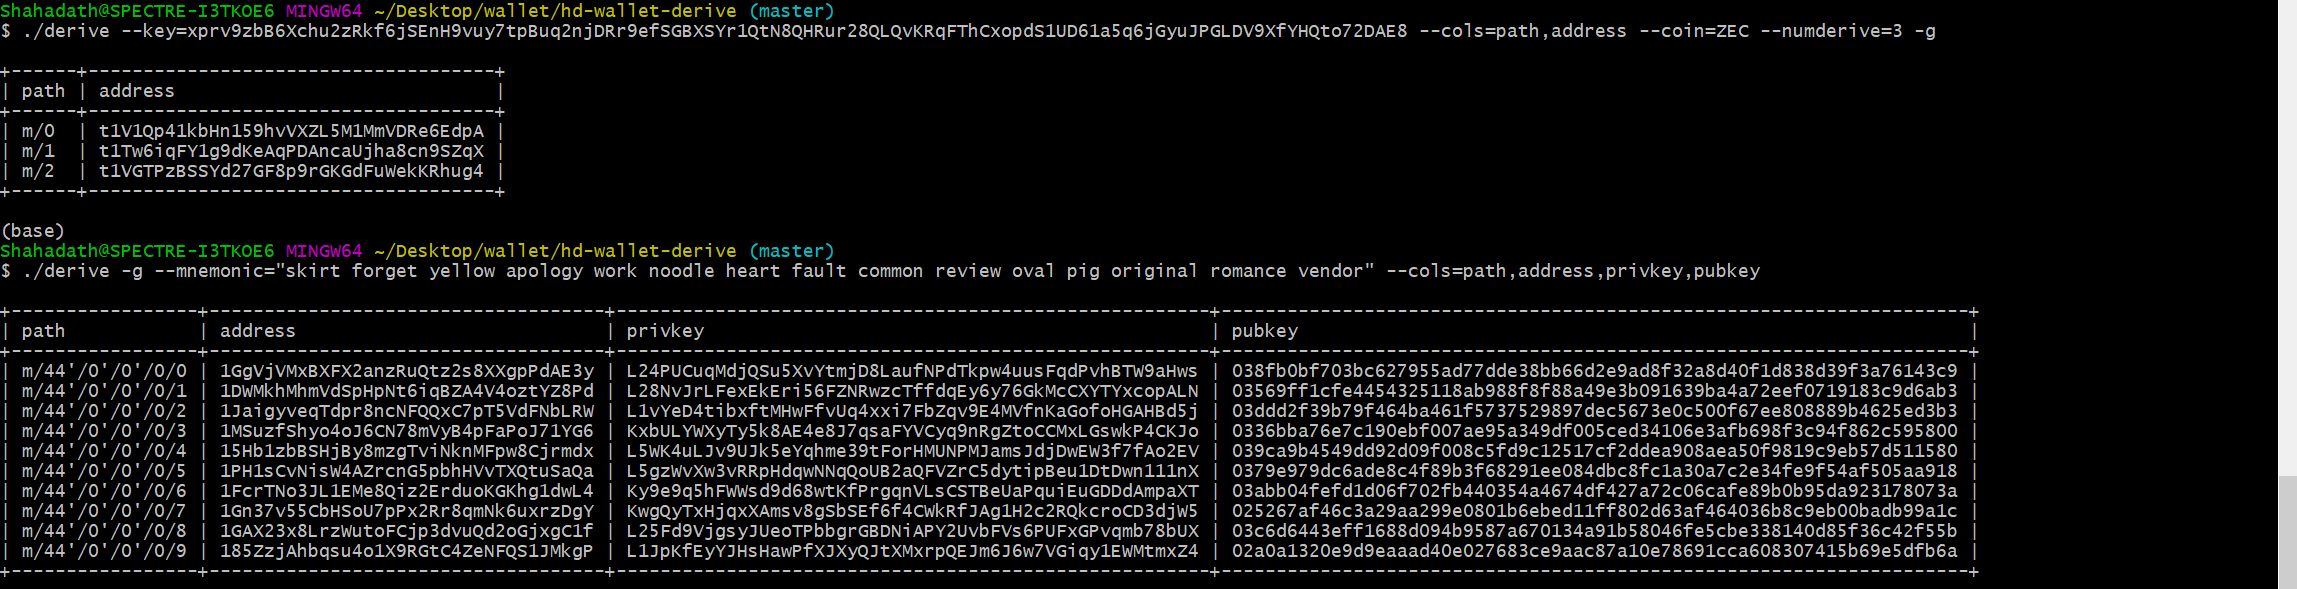 Shahadath@SPECTRE-I3TKOE6 MINGW64 ~/Desktop/wallet/hd-wallet-derive (master)
$ ./derive --key=xprv9zbB6Xchu2zRkf6jSEnH9vuy7tpBuq2njDRr9efSGBXSYr1QtN8QHRur28QLQvKRqFThCxopdS1UD61a5q6jGyuJPGLDV9XfYHQto72DAE8 --cols=path,address --coin=ZEC --numderive=3 -g
+------+-------------------------------------+
| path | address                             |
+------+-------------------------------------+
| m/0  | t1V1Qp41kbHn159hvVXZL5M1MmVDRe6EdpA |
| m/1  | t1Tw6iqFY1g9dKeAqPDAncaUjha8cn9SZqX |
| m/2  | t1VGTPzBSSYd27GF8p9rGKGdFuWekKRhug4 |
+------+-------------------------------------+
(base)
Shahadath@SPECTRE-I3TKOE6 MINGW64 ~/Desktop/wallet/hd-wallet-derive (master)
$ ./derive -g --mnemonic="skirt forget yellow apology work noodle heart fault common review oval pig original romance vendor" --cols=path,address,privkey,pubkey
+-----------------+------------------------------------+------------------------------------------------------+--------------------------------------------------------------------+
| path            | address                            | privkey                                              | pubkey                                                             |
+-----------------+------------------------------------+------------------------------------------------------+--------------------------------------------------------------------+
| m/44'/0'/0'/0/0 | 1GgVjVMxBXFX2anzRuQtz2s8XXgpPdAE3y | L24PUCuqMdjQSu5XvYtmjD8LaufNPdTkpw4uusFqdPvhBTW9aHws | 038fb0bf703bc627955ad77dde38bb66d2e9ad8f32a8d40f1d838d39f3a76143c9 |
| m/44'/0'/0'/0/1 | 1DWMkhMhmVdSpHpNt6iqBZA4V4oztYZ8Pd | L28NvJrLFexEkEri56FZNRwzcTffdqEy6y76GkMcCXYTYxcopALN | 03569ff1cfe4454325118ab988f8f88a49e3b091639ba4a72eef0719183c9d6ab3 |
| m/44'/0'/0'/0/2 | 1JaigyveqTdpr8ncNFQQxC7pT5VdFNbLRW | L1vYeD4tibxftMHwFfvUq4xxi7FbZqv9E4MVfnKaGofoHGAHBd5j | 03ddd2f39b79f464ba461f5737529897dec5673e0c500f67ee808889b4625ed3b3 |
| m/44'/0'/0'/0/3 | 1MSuzfShyo4oJ6CN78mVyB4pFaPoJ71YG6 | KxbULYWXyTy5k8AE4e8J7qsaFYVCyq9nRgZtoCCMxLGswkP4CKJo | 0336bba76e7c190ebf007ae95a349df005ced34106e3afb698f3c94f862c595800 |
| m/44'/0'/0'/0/4 | 15Hb1zbBSHjBy8mzgTviNknMFpw8Cjrmdx | L5WK4uLJv9UJk5eYqhme39tForHMUNPMJamsJdjDwEW3f7fAo2EV | 039ca9b4549dd92d09f008c5fd9c12517cf2ddea908aea50f9819c9eb57d511580 |
| m/44'/0'/0'/0/5 | 1PH1sCvNisW4AZrcnG5pbhHVvTXQtuSaQa | L5gzWvXw3vRRpHdqwNNqQoUB2aQFVZrC5dytipBeu1DtDwn111nX | 0379e979dc6ade8c4f89b3f68291ee084dbc8fc1a30a7c2e34fe9f54af505aa918 |
| m/44'/0'/0'/0/6 | 1FcrTNo3JL1EMe8Qiz2ErduoKGKhg1dwL4 | Ky9e9q5hFWWsd9d68wtKfPrgqnVLsCSTBeUaPquiEuGDDdAmpaXT | 03abb04fefd1d06f702fb440354a4674df427a72c06cafe89b0b95da923178073a |
| m/44'/0'/0'/0/7 | 1Gn37v55CbHSoU7pPx2Rr8qmNk6uxrzDgY | KwgQyTxHjqxXAmsv8gSbSEf6f4CWkRfJAg1H2c2RQkcroCD3djW5 | 025267af46c3a29aa299e0801b6ebed11ff802d63af464036b8c9eb00badb99a1c |
| m/44'/0'/0'/0/8 | 1GAX23x8LrzWutoFCjp3dvuQd2oGjxgC1f | L25Fd9VjgsyJUeoTPbbgrGBDNiAPY2UvbFVs6PUFxGPvqmb78bUX | 03c6d6443eff1688d094b9587a670134a91b58046fe5cbe338140d85f36c42f55b |
| m/44'/0'/0'/0/9 | 185ZzjAhbqsu4o1X9RGtC4ZeNFQS1JMkgP | L1JpKfEyYJHsHawPfXJXyQJtXMxrpQEJm6J6w7VGiqy1EWMtmxZ4 | 02a0a1320e9d9eaaad40e027683ce9aac87a10e78691cca608307415b69e5dfb6a |
+-----------------+------------------------------------+------------------------------------------------------+--------------------------------------------------------------------+